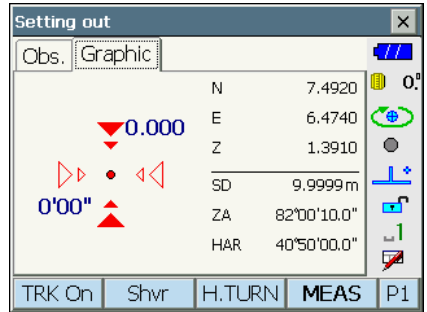 Setting out
Obs. Graphic
N 7.4920
0."
0.000
E 6.4740
Z 1.3910
SD 9.9999 m
0'00"
ZA 82°00'10.0"
HAR 40°50'00.0"
1
TRK On Shvr H.TURN MEAS P1